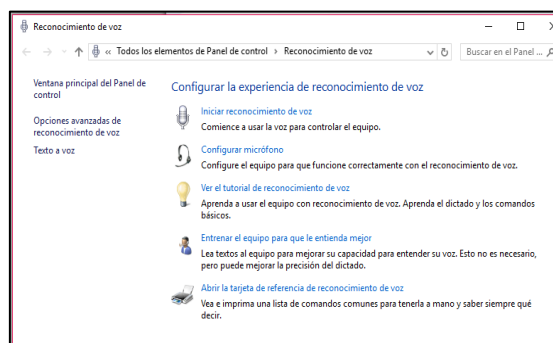 Reconocimiento de voz
« Todos los elementos de Panel de control › Reconocimiento de voz
Buscar en el Panel ...
Ventana principal del Panel de
control
Opciones avanzadas de
reconocimiento de voz
Texto a voz
Configurar la experiencia de reconocimiento de voz
Iniciar reconocimiento de voz
Comience a usar la voz para controlar el equipo.
Configurar micrófono
Configure el equipo para que funcione correctamente con el reconocimiento de voz.
Ver el tutorial de reconocimiento de voz
Aprenda a usar el equipo con reconocimiento de voz. Aprenda el dictado y los comandos
básicos.
Entrenar el equipo para que le entienda mejor
Lea textos al equipo para mejorar su capacidad para entender su voz. Esto no es necesario,
pero puede mejorar la precisión del dictado.
Abrir la tarjeta de referencia de reconocimiento de voz
Vea e imprima una lista de comandos comunes para tenerla a mano y saber siempre qué
decir.